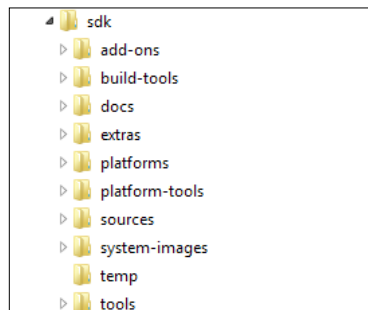 sdk
add-ons
build-tools
docs
extras
platforms
platform-tools
sources
system-images
temp
tools